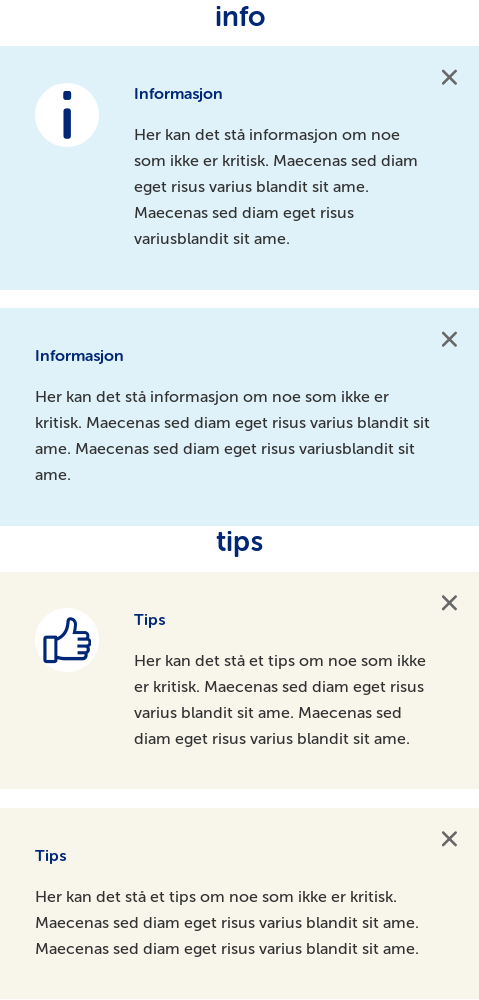 info
Informasjon
Her kan det stå informasjon om noe
som ikke er kritisk. Maecenas sed diam
eget risus varius blandit sit ame.
Maecenas sed diam eget risus
variusblandit sit ame.
Informasjon
Her kan det stå informasjon om noe som ikke er
kritisk. Maecenas sed diam eget risus varius blandit sit
ame. Maecenas sed diam eget risus variusblandit sit
ame.
tips
Tips
Her kan det stå et tips om noe som ikke
er kritisk. Maecenas sed diam eget risus
varius blandit sit ame. Maecenas sed
diam eget risus varius blandit sit ame.
Tips
Her kan det stå et tips om noe som ikke er kritisk.
Maecenas sed diam eget risus varius blandit sit ame.
Maecenas sed diam eget risus varius blandit sit ame.